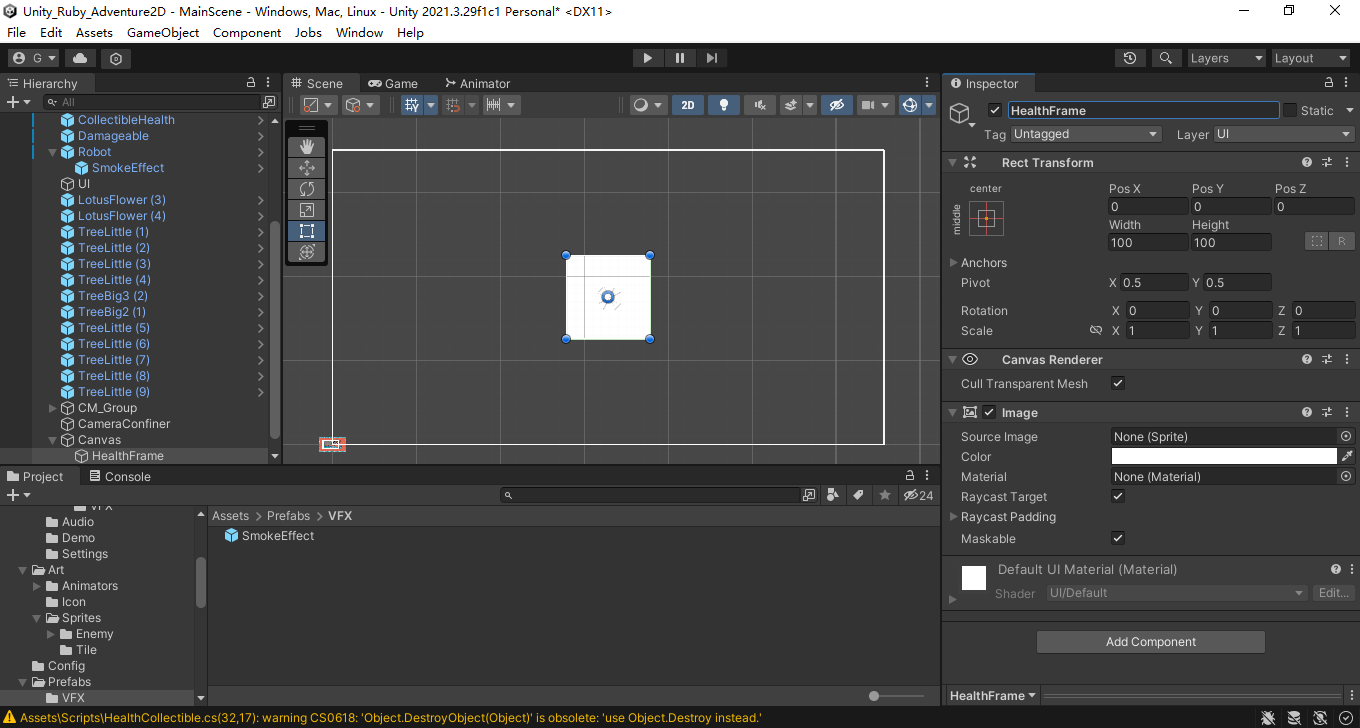 Unity_Ruby_Adventure2D - MainScene - Windows, Mac, Linux - Unity 2021.3.29f1c1 Personal* <DX11>
File Edit Assets GameObject Component Jobs Window Help
G Layers Layout
Hierarchy
All
CollectibleHealth
Damageable
Robot
SmokeEffect
UI
LotusFlower (3)
LotusFlower (4)
TreeLittle (1)
TreeLittle (2)
TreeLittle (3)
TreeLittle (4)
TreeBig3 (2)
TreeBig2 (1)
TreeLittle (5)
TreeLittle (6)
TreeLittle (7)
TreeLittle (8)
TreeLittle (9)
CM_Group
CameraConfiner
Canvas
HealthFrame
Scene Game Animator
2D
Inspector
HealthFrame Static
Tag Untagged Layer UI
Rect Transform
center
middle
Pos X Pos Y Pos Z
0 0 0
Width Height
100 100 R
Anchors
Pivot X 0.5 Y 0.5
Rotation X 0 Y 0 Z 0
Scale X 1 Y 1 Z 1
Canvas Renderer
Cull Transparent Mesh
Image
Source Image None (Sprite)
Color
Material None (Material)
Raycast Target
Raycast Padding
Maskable
Default UI Material (Material)
Shader UI/Default Edit...
Add Component
HealthFrame
Project Console
24
VFX
Audio
Demo
Settings
Art
Animators
Icon
Sprites
Enemy
Tile
Config
Prefabs
VFX
Assets > Prefabs > VFX
SmokeEffect
Assets\Scripts\HealthCollectible.cs(32,17): warning CS0618: 'Object.DestroyObject(Object)' is obsolete: 'use Object.Destroy instead.'